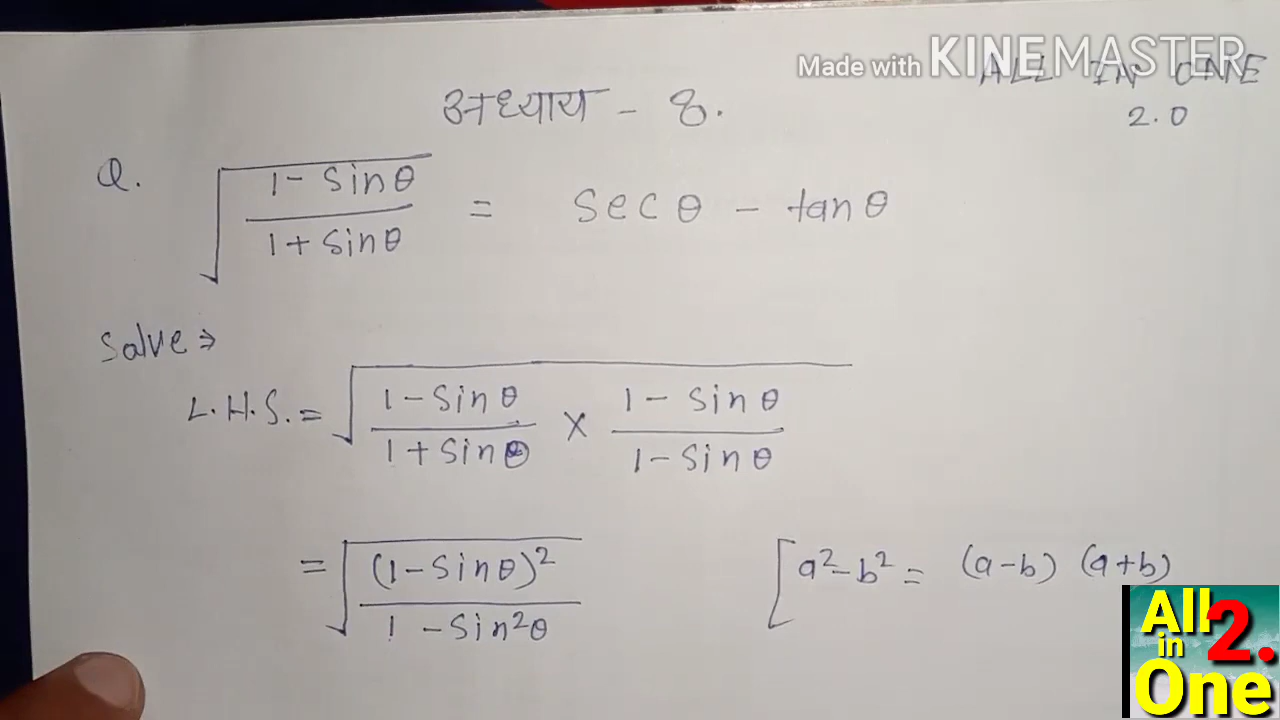 Made with KINEMASTER
ALL IN ONE
2.0
अध्याय - 8.
Q. √((1 - sinθ)/(1 + sinθ)) = secθ - tanθ
Salve ⇒
L.H.S. = √((1 - sinθ)/(1 + sinθ) × (1 - sinθ)/(1 - sinθ))
= √((1 - sinθ)²/(1 - sin²θ)) [a² - b² = (a - b) (a + b)
All 2.
in
One